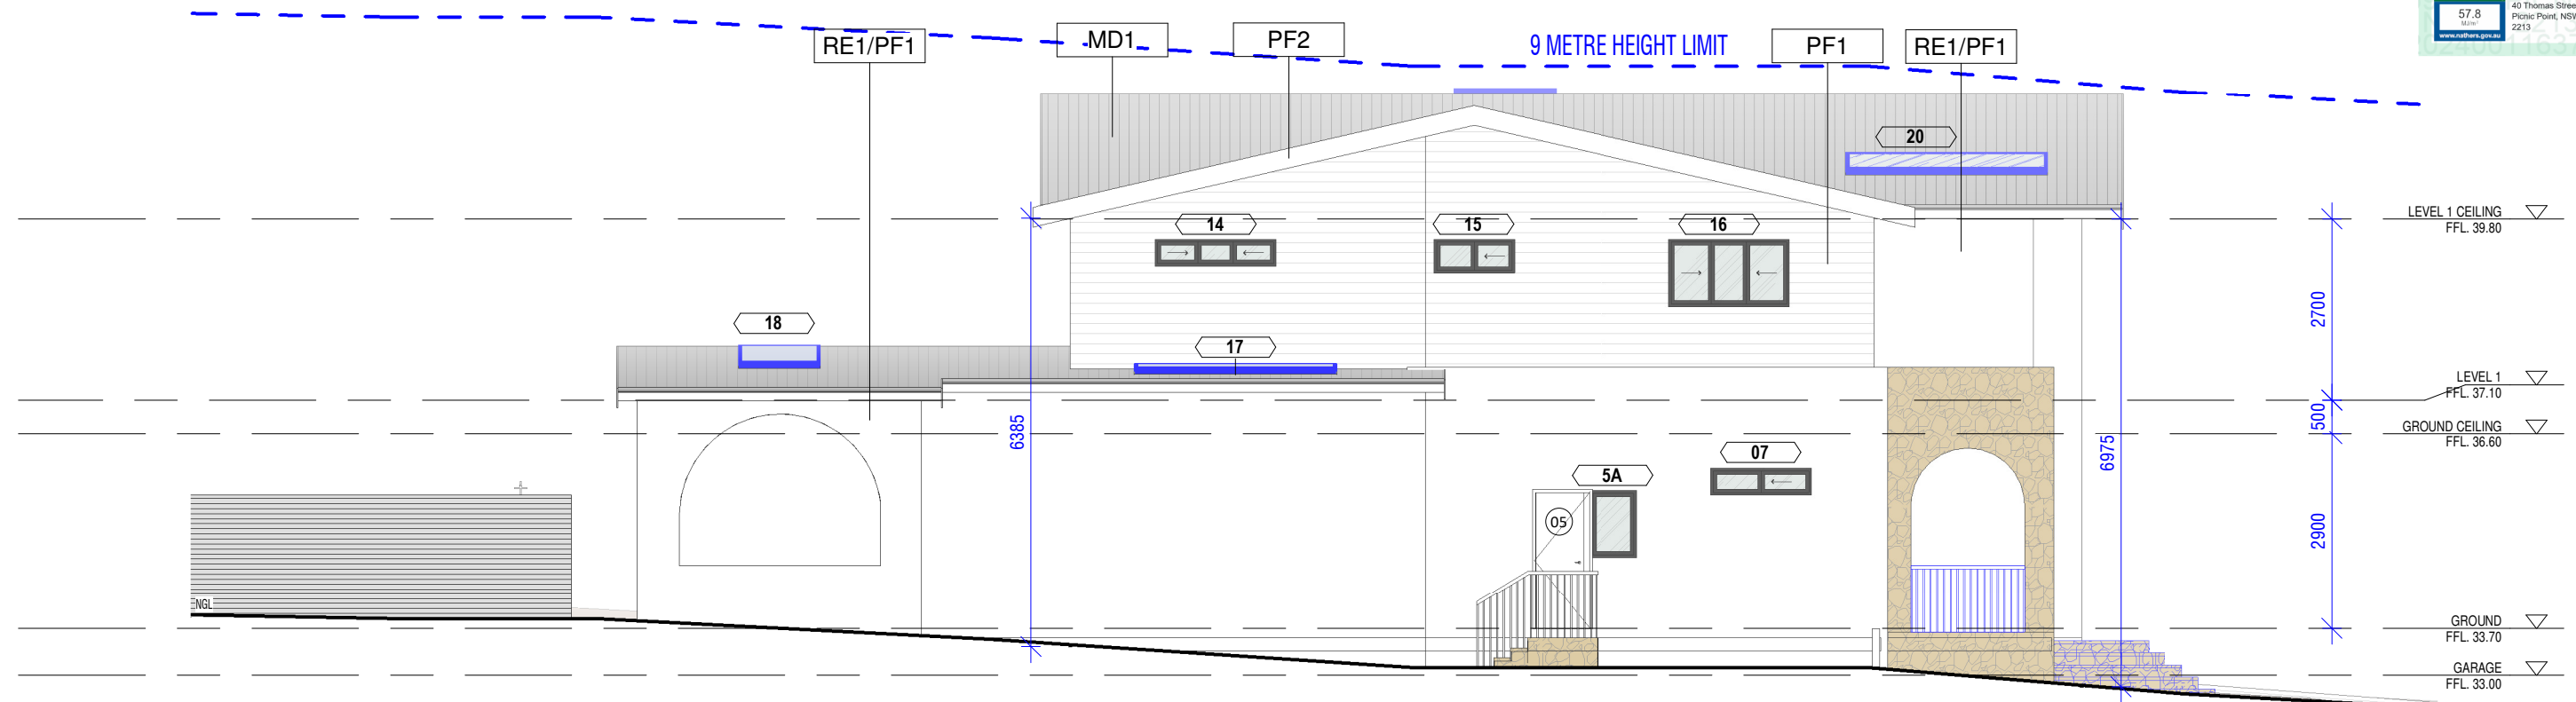 57.8
MJ/m²
www.nathers.gov.au
40 Thomas Street
Picnic Point, NSW
2213
RE1/PF1
MD1
PF2
9 METRE HEIGHT LIMIT
PF1
RE1/PF1
20
14
15
16
LEVEL 1 CEILING
FFL. 39.80
2700
18
17
LEVEL 1
FFL. 37.10
500
6385
6975
GROUND CEILING
FFL. 36.60
07
5A
05
2900
NGL
GROUND
FFL. 33.70
GARAGE
FFL. 33.00